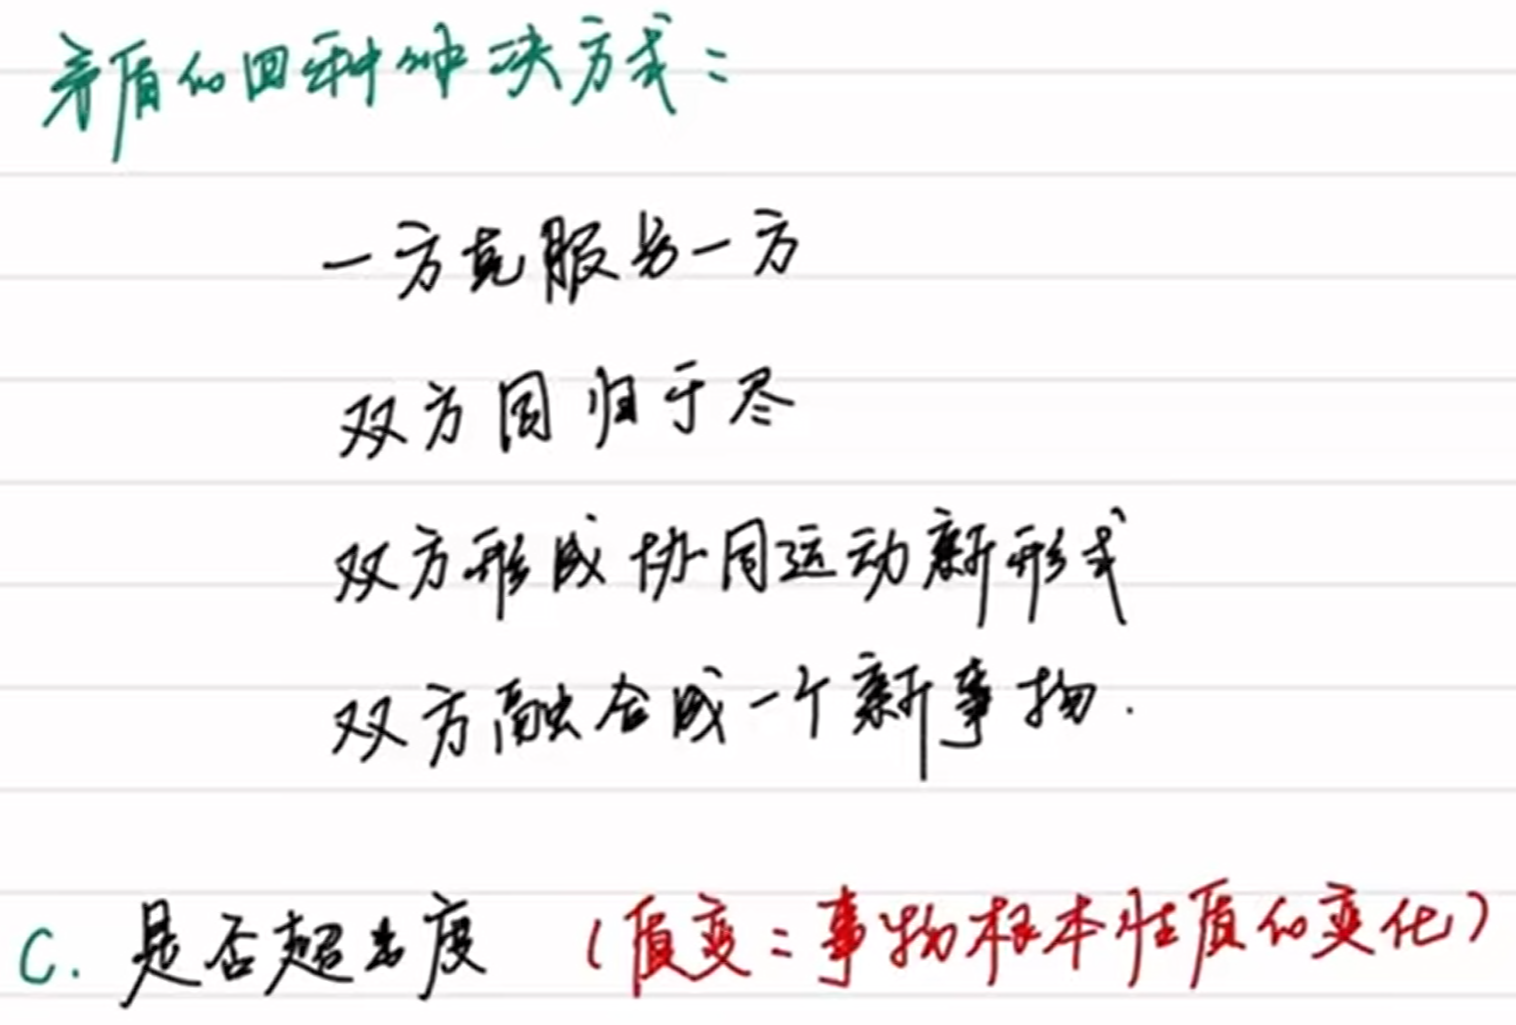 矛盾的四种解决方式：
一方克服另一方
双方同归于尽
双方形成协同运动新形式
双方融合成一个新事物.
C. 是否超出度 （质变：事物根本性质的变化）